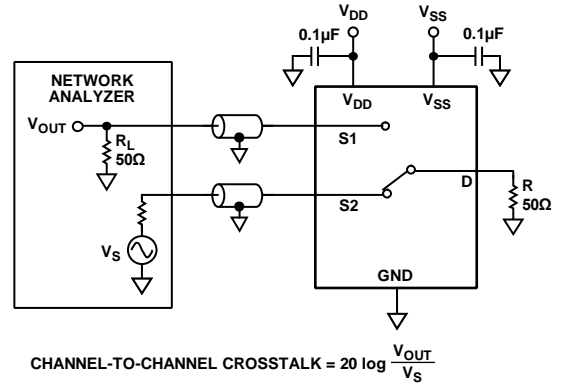 V_DD
V_SS
0.1µF
0.1µF
NETWORK
ANALYZER
V_DD
V_SS
V_OUT
R_L
50Ω
S1
S2
D
R
50Ω
V_S
GND
CHANNEL-TO-CHANNEL CROSSTALK = 20 log V_OUT / V_S